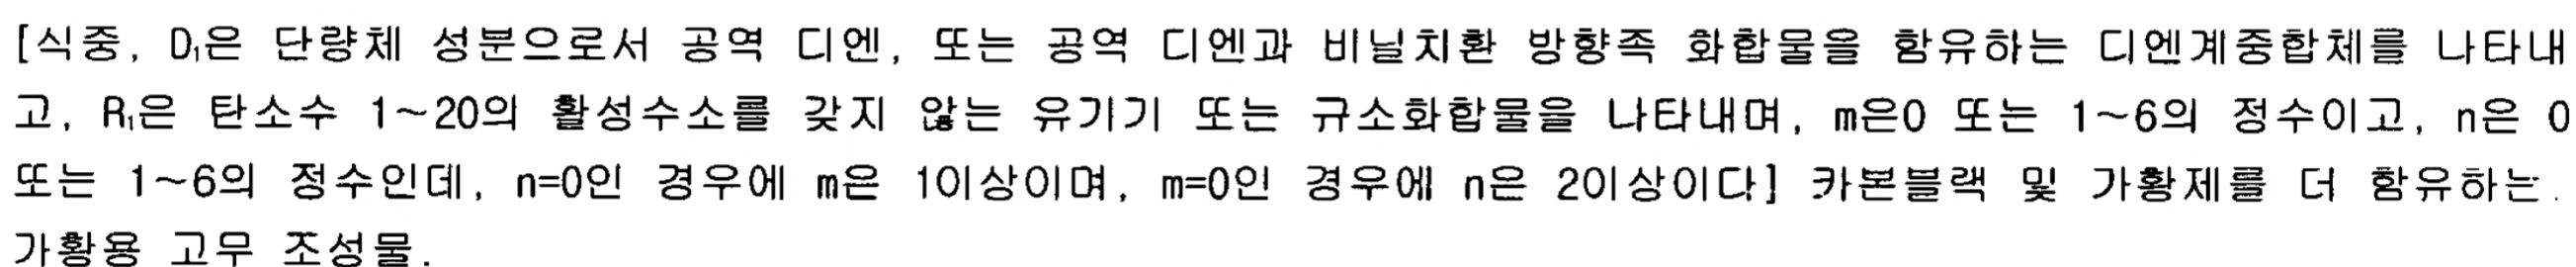 [식중, D₁은 단량체 성분으로서 공역 디엔, 또는 공역 디엔과 비닐치환 방향족 화합물을 함유하는 디엔계중합체를 나타내
고, R₁은 탄소수 1~20의 활성수소를 갖지 않는 유기기 또는 규소화합물을 나타내며, m은0 또는 1~6의 정수이고, n은 0
또는 1~6의 정수인데, n=0인 경우에 m은 1이상이며, m=0인 경우에 n은 2이상이다] 카본블랙 및 가황제를 더 함유하는
가황용 고무 조성물.